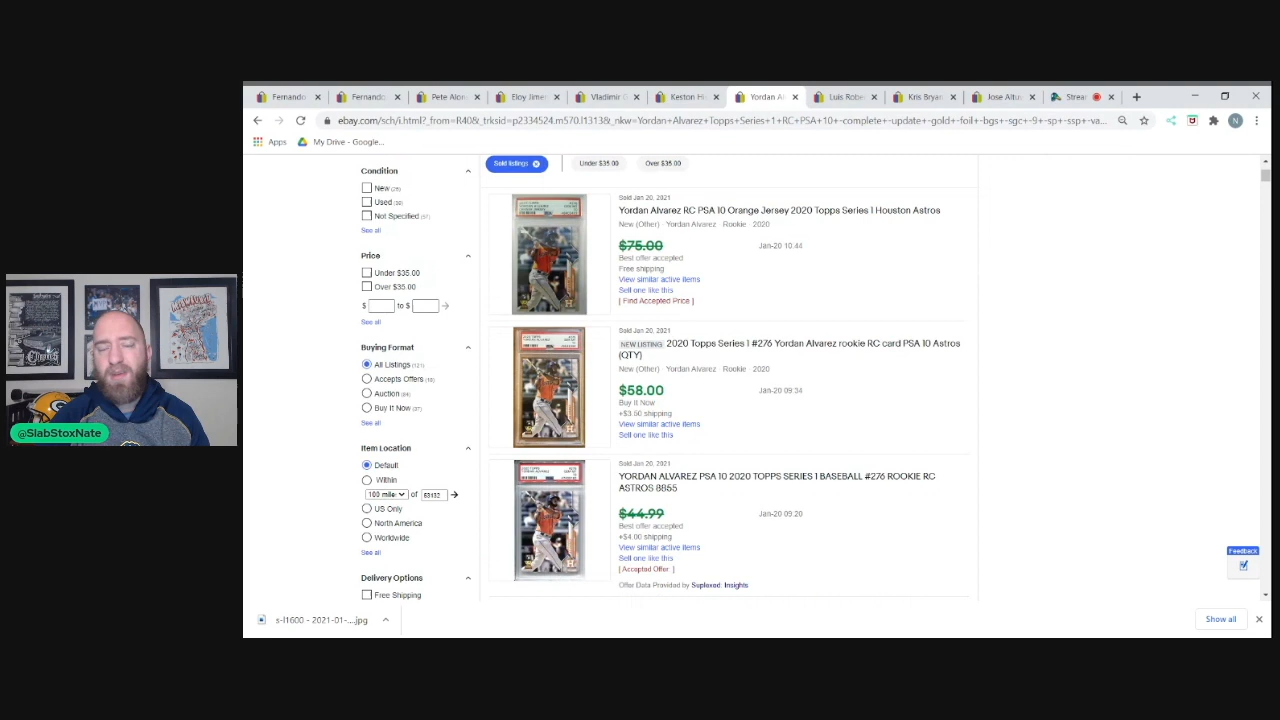 Fernando
Fernando
Pete Alon
Eloy Jime
Vladimir
Keston Hi
Yordan Al
Luis Robe
Kris Bryan
Jose Altu
Strea
ebay.com/sch/i.html?_from=R40&_trksid=p2334524.m570.l1313&_nkw=Yordan+Alvarez+Topps+Series+1+RC+PSA+10+-complete+-update+-gold+-foil+-bgs+-sgc+-9+-sp+-ssp+-va...
N
Apps
My Drive - Google...
Sold listings
Under $35.00
Over $35.00
Condition
New (25)
Used
Not Specified
See all
Price
Under $35.00
Over $35.00
$ to $
See all
Buying Format
All Listings (121)
Accepts Offers
Auction
Buy It Now
See all
Item Location
Default
Within
100 mile
of
63132
US Only
North America
Worldwide
See all
Delivery Options
Free Shipping
Sold Jan 20, 2021
Yordan Alvarez RC PSA 10 Orange Jersey 2020 Topps Series 1 Houston Astros
New (Other) · Yordan Alvarez · Rookie · 2020
$75.00
Jan-20 10:44
Best offer accepted
Free shipping
View similar active items
Sell one like this
[ Find Accepted Price ]
Sold Jan 20, 2021
NEW LISTING 2020 Topps Series 1 #276 Yordan Alvarez rookie RC card PSA 10 Astros
(QTY)
New (Other) · Yordan Alvarez · Rookie · 2020
$58.00
Jan-20 09:34
Buy It Now
+$3.50 shipping
View similar active items
Sell one like this
Sold Jan 20, 2021
YORDAN ALVAREZ PSA 10 2020 TOPPS SERIES 1 BASEBALL #276 ROOKIE RC
ASTROS 8855
$44.99
Jan-20 09:20
Best offer accepted
+$4.00 shipping
View similar active items
Sell one like this
[ Accepted Offer ]
Offer Data Provided by Suplexed: Insights
Feedback
@SlabStoxNate
s-l1600 - 2021-01-....jpg
Show all